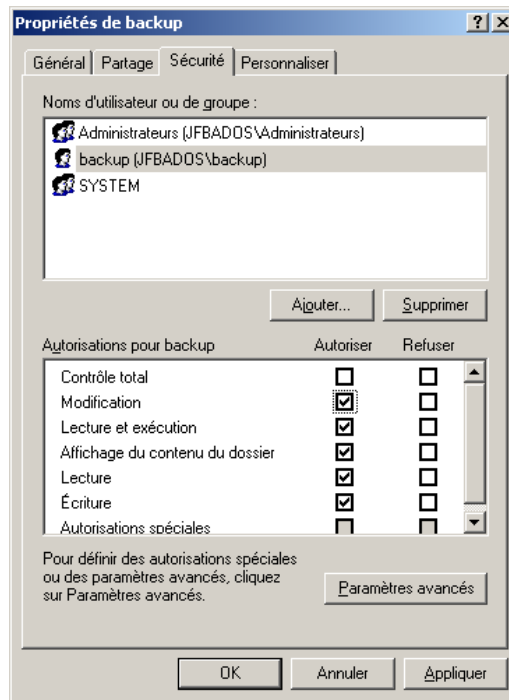 Propriétés de backup
Général Partage Sécurité Personnaliser
Noms d'utilisateur ou de groupe :
Administrateurs (JFBADOS\Administrateurs)
backup (JFBADOS\backup)
SYSTEM
Ajouter... Supprimer
Autorisations pour backup Autoriser Refuser
Contrôle total
Modification
Lecture et exécution
Affichage du contenu du dossier
Lecture
Écriture
Autorisations spéciales
Pour définir des autorisations spéciales
ou des paramètres avancés, cliquez
sur Paramètres avancés.
Paramètres avancés
OK Annuler Appliquer